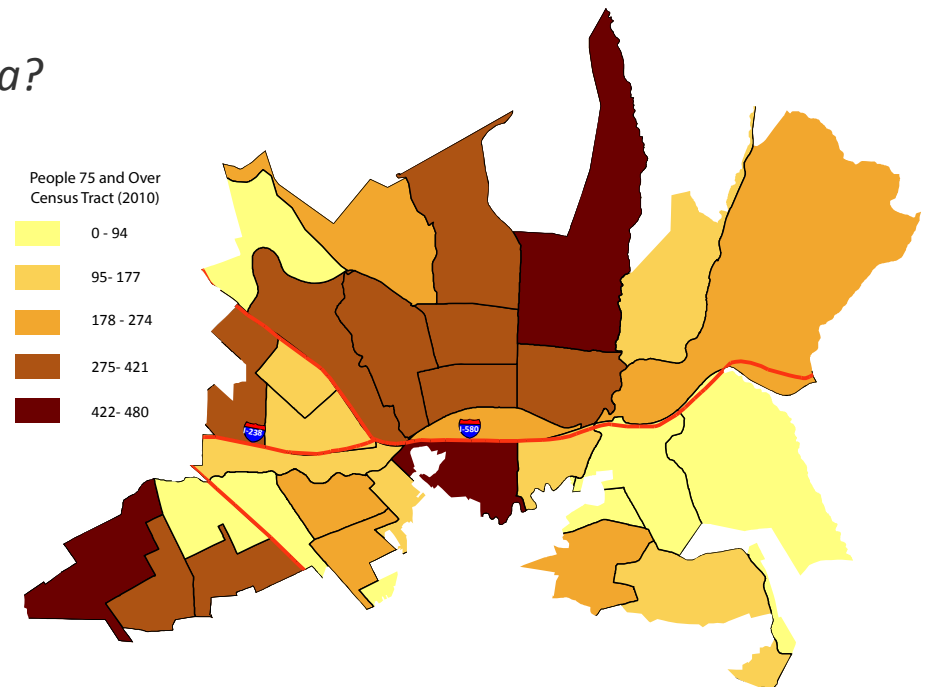 a?
People 75 and Over
Census Tract (2010)
0 - 94
95- 177
178 - 274
275- 421
422- 480
I-238
I-580